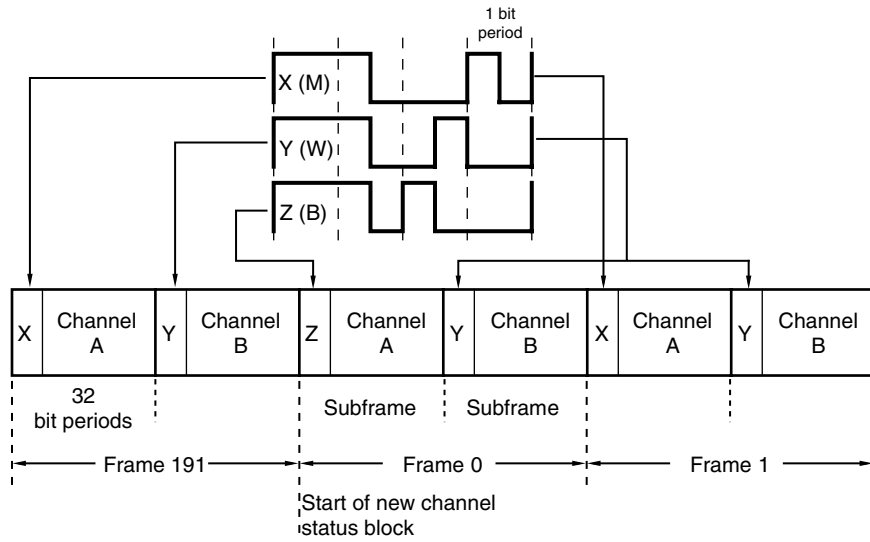 1 bit
period
X (M)
Y (W)
Z (B)
X
Channel
A
Y
Channel
B
Z
Channel
A
Y
Channel
B
X
Channel
A
Y
Channel
B
32
bit periods
Subframe
Subframe
Frame 191
Frame 0
Frame 1
Start of new channel
status block